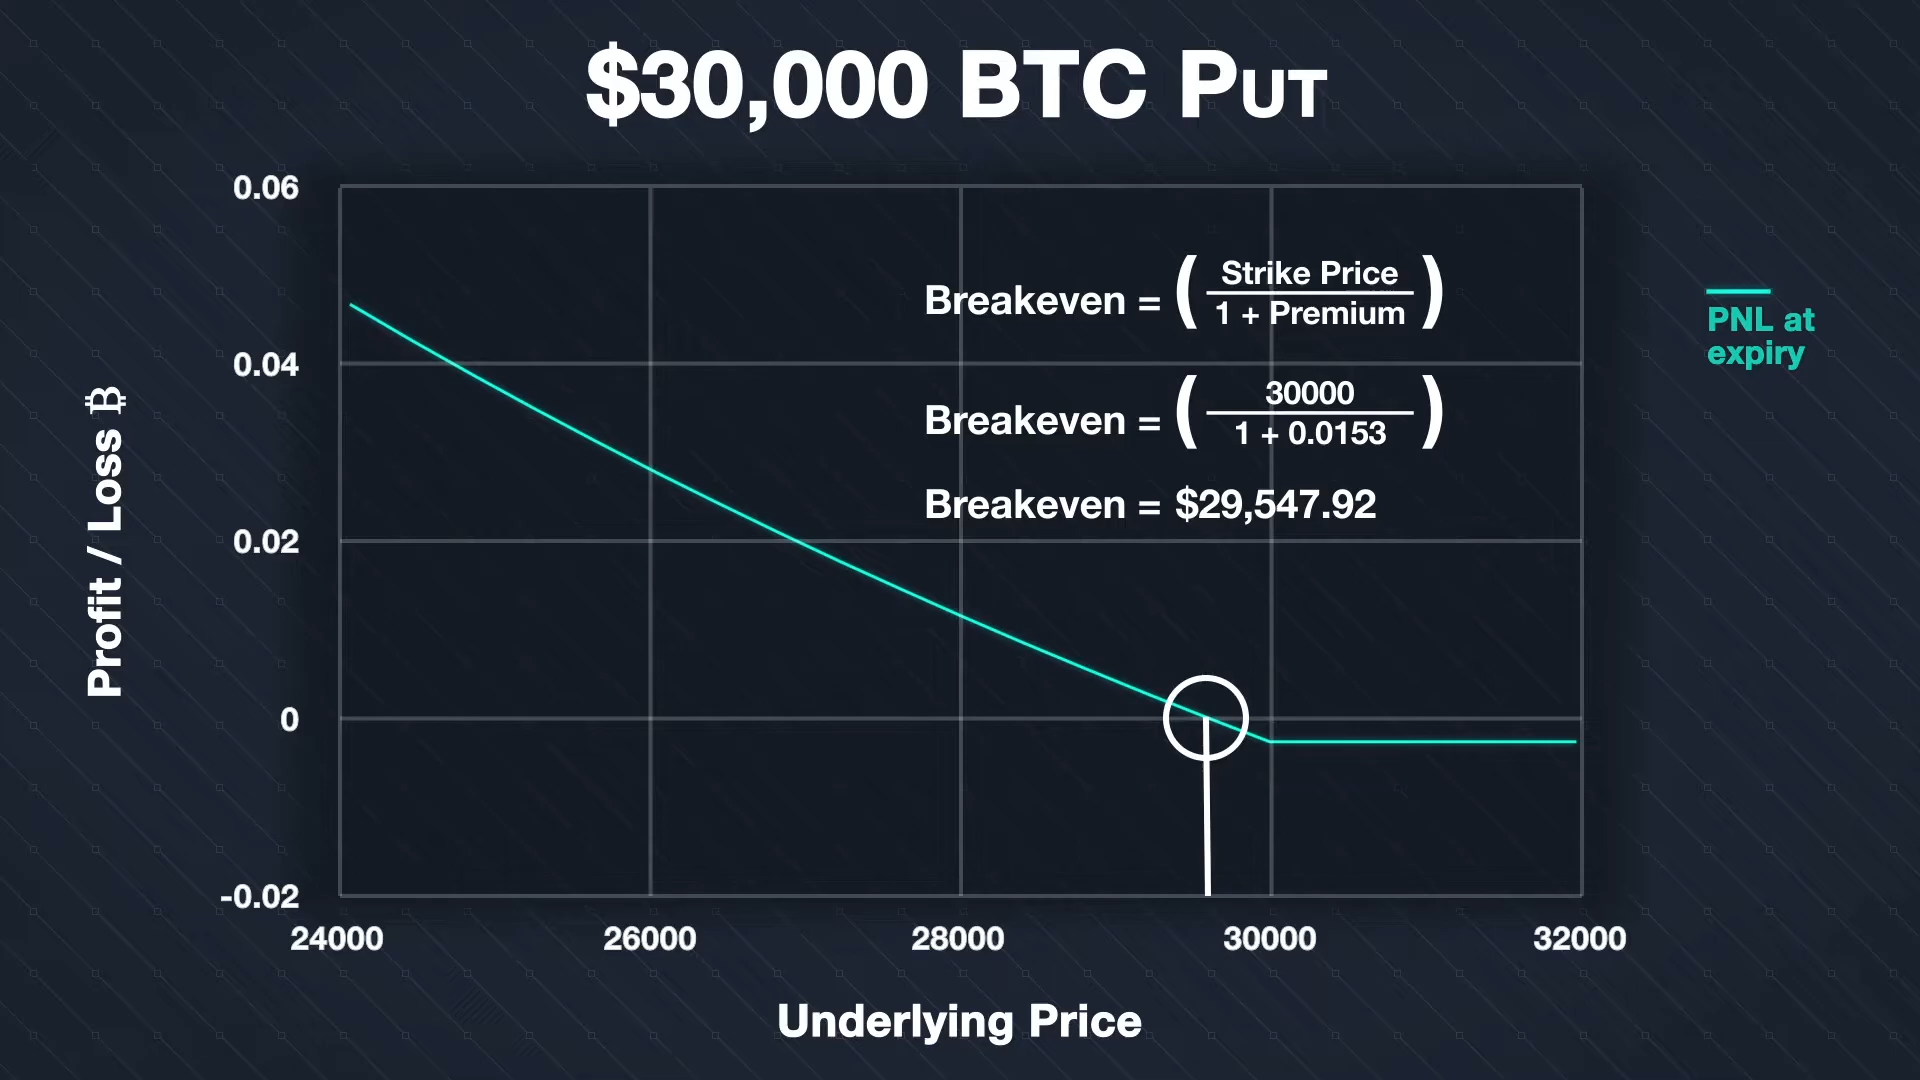 $30,000 BTC Put
0.06
0.04
0.02
0
-0.02
Profit / Loss ₿
Breakeven = ( Strike Price / 1 + Premium )
Breakeven = ( 30000 / 1 + 0.0153 )
Breakeven = $29,547.92
PNL at
expiry
24000 26000 28000 30000 32000
Underlying Price